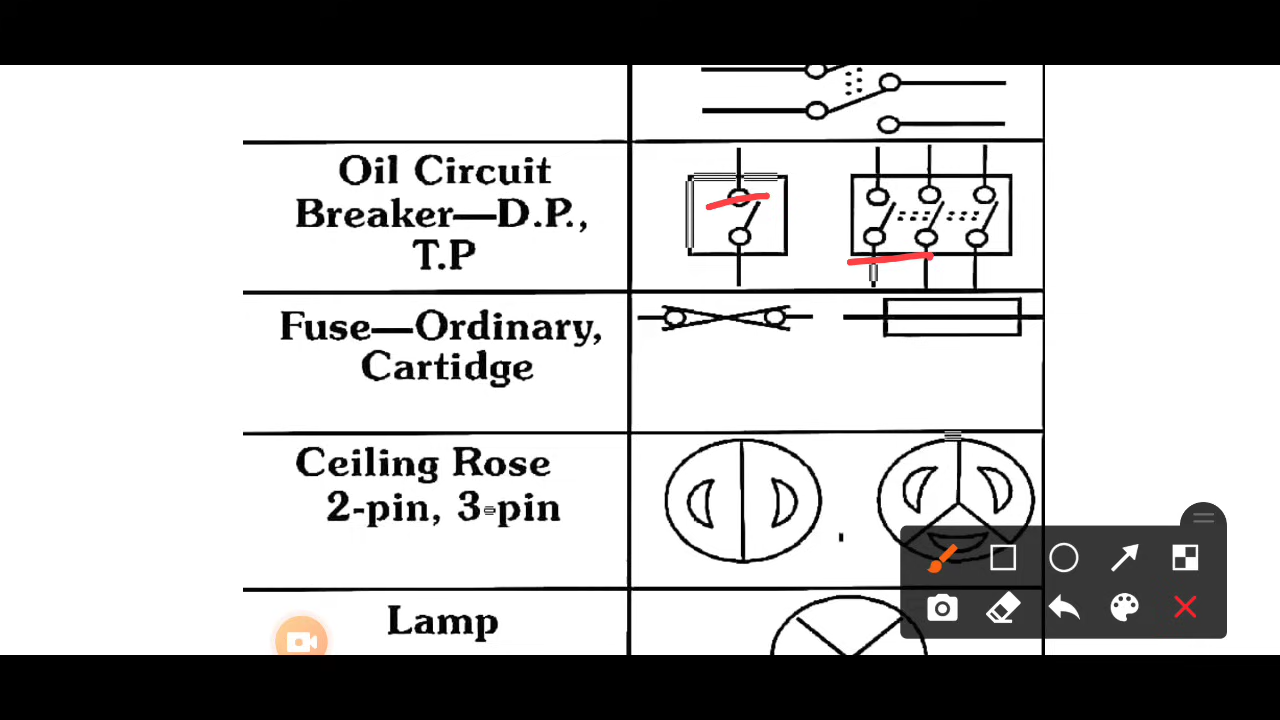 Oil Circuit
Breaker—D.P.,
T.P
Fuse—Ordinary,
Cartidge
Ceiling Rose
2-pin, 3-pin
Lamp